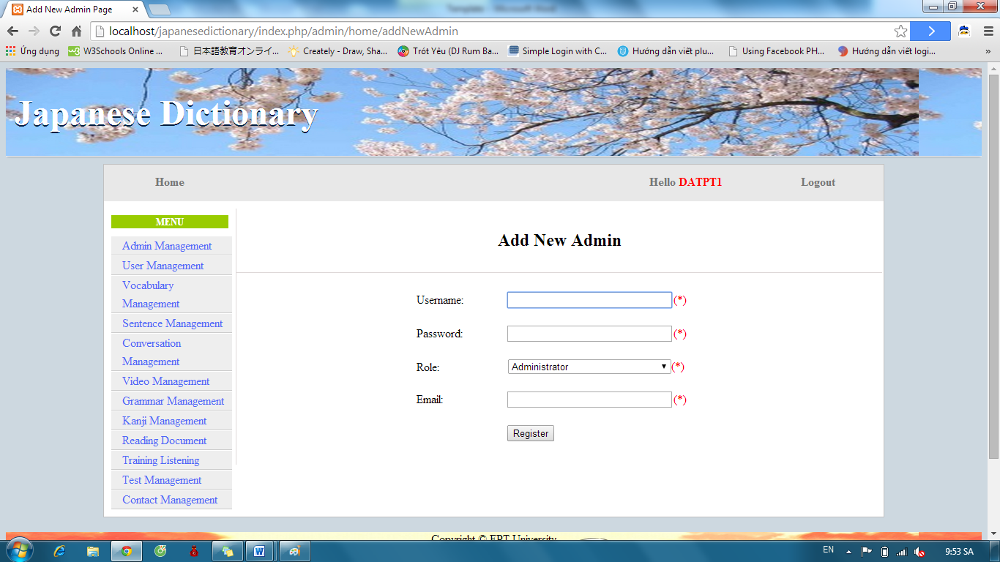 Add New Admin Page
localhost/japanesedictionary/index.php/admin/home/addNewAdmin
Ứng dụng W3Schools Online ... 日本語教育オンライ... Creately - Draw, Sha... Trót Yêu (DJ Rum Ba... Simple Login with C... Hướng dẫn viết plu... Using Facebook PH... Hướng dẫn viết logi... »
Japanese Dictionary
Home Hello DATPT1 Logout
MENU
Admin Management
User Management
Vocabulary
Management
Sentence Management
Conversation
Management
Video Management
Grammar Management
Kanji Management
Reading Document
Training Listening
Test Management
Contact Management
Add New Admin
Username: (*)
Password: (*)
Role: Administrator (*)
Email: (*)
Register
Copyright © FPT University
EN 9:53 SA